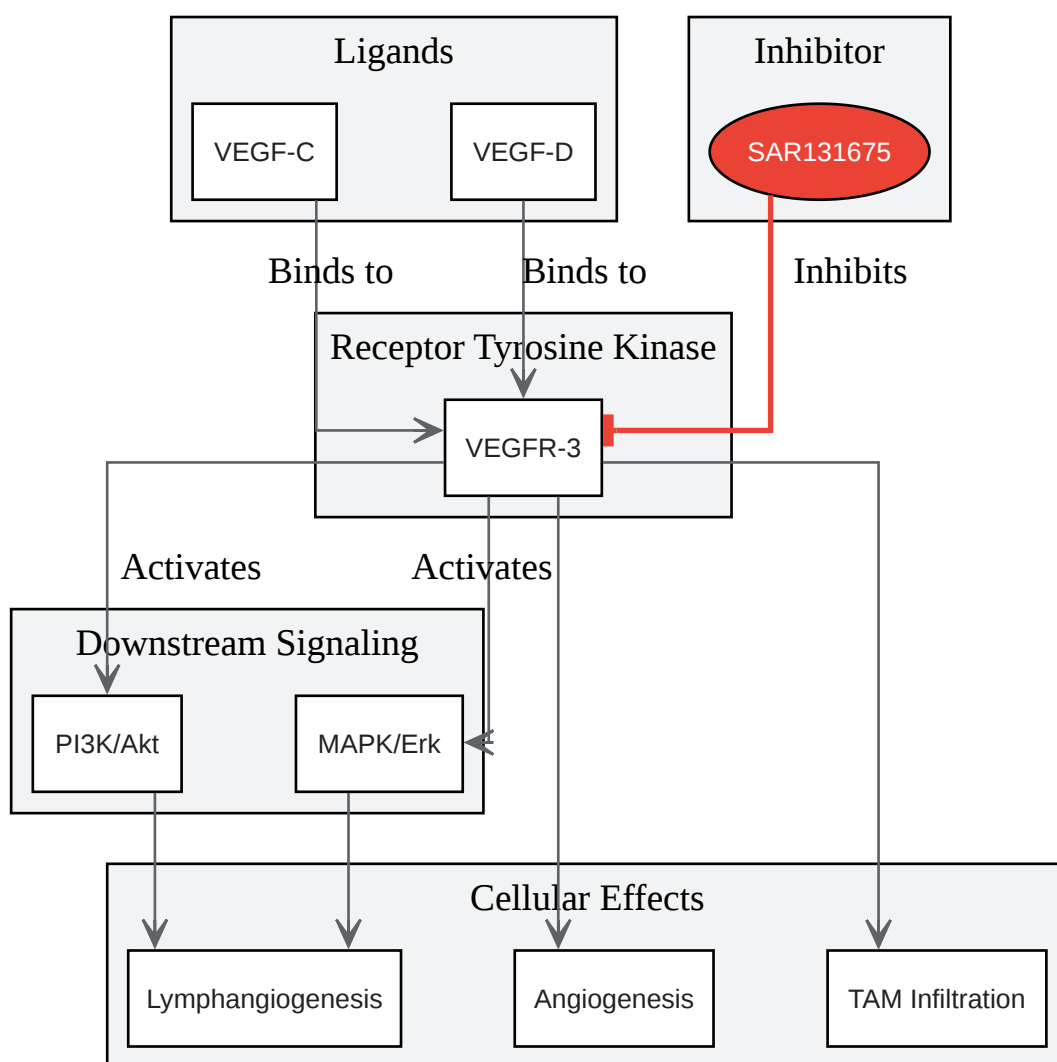 Ligands
Inhibitor
VEGF-C
VEGF-D
SAR131675
Binds to
Binds to
Inhibits
Receptor Tyrosine Kinase
VEGFR-3
Activates
Activates
Downstream Signaling
PI3K/Akt
MAPK/Erk
Cellular Effects
Lymphangiogenesis
Angiogenesis
TAM Infiltration